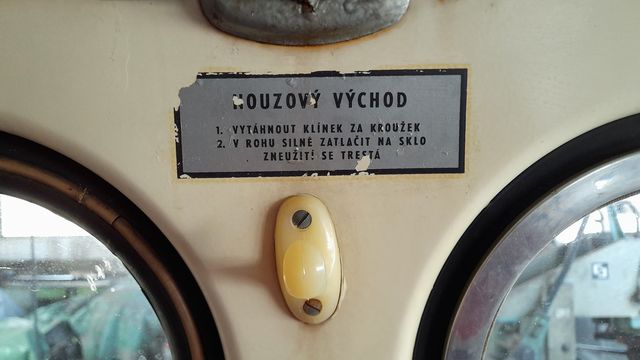 NOUZOVÝ VÝCHOD
1. VYTÁHNOUT KLÍNEK ZA KROUŽEK
2. V ROHU SILNĚ ZATLAČIT NA SKLO
ZNEUŽITÍ SE TRESTÁ